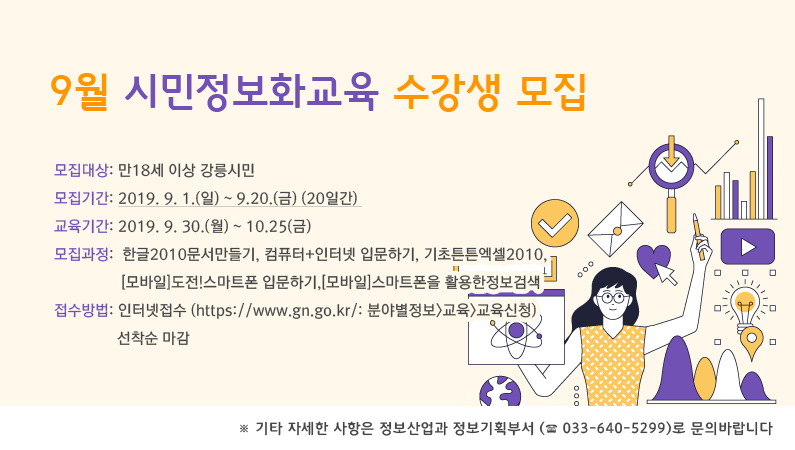 9월 시민정보화교육 수강생 모집
모집대상: 만18세 이상 강릉시민
모집기간: 2019. 9. 1.(일) ~ 9.20.(금) (20일간)
교육기간: 2019. 9. 30.(월) ~ 10.25(금)
모집과정: 한글2010문서만들기, 컴퓨터+인터넷 입문하기, 기초튼튼엑셀2010,
[모바일]도전!스마트폰 입문하기,[모바일]스마트폰을 활용한정보검색
접수방법: 인터넷접수 (https://www.gn.go.kr/: 분야별정보>교육>교육신청)
선착순 마감
※ 기타 자세한 사항은 정보산업과 정보기획부서 (☎ 033-640-5299)로 문의바랍니다